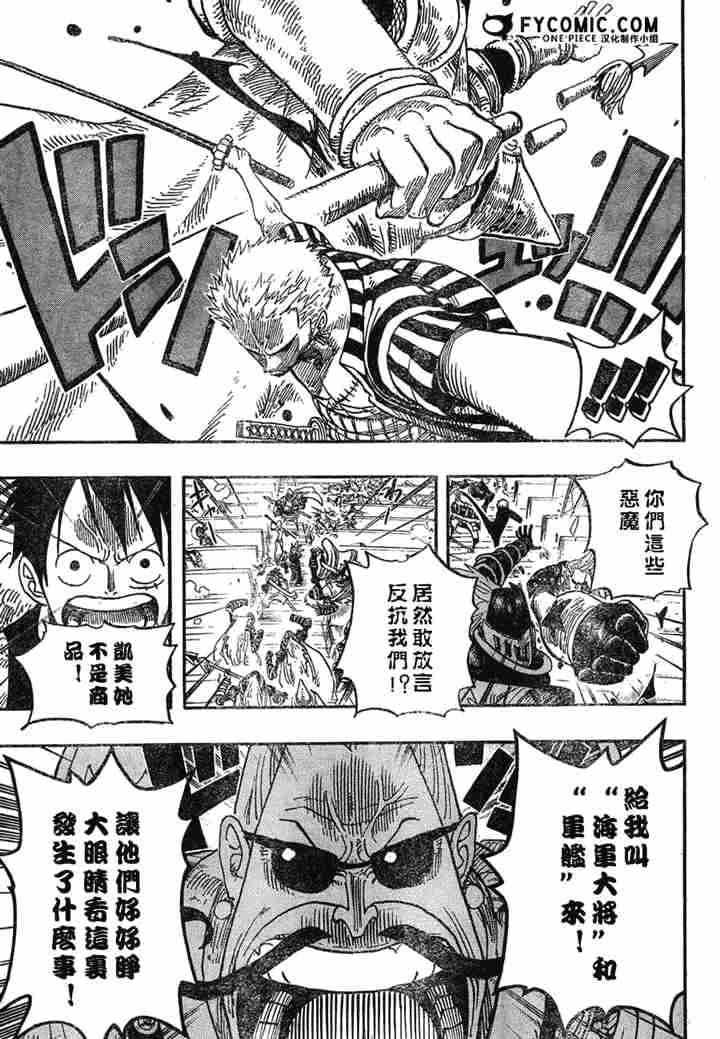 FYCOMIC.COM
ONE PIECE 汉化制作小组
ドン
ユッ!!!
!!!!
你們這些
惡魔
居然敢放言
反抗我們!?
凱美她
不是商
品!
給我叫
“海軍大將”和
“軍艦”來!
讓他們好好睜
大眼睛看這裏
發生了什麽事!